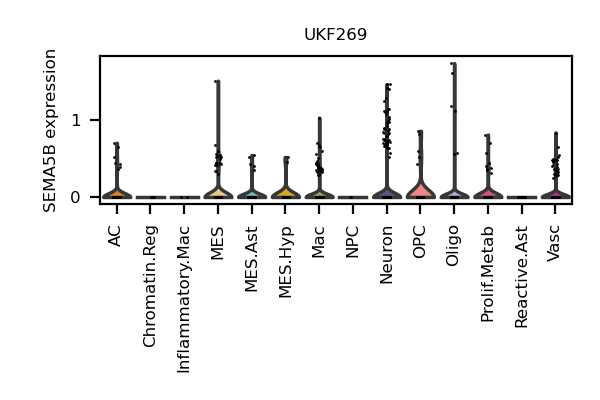 UKF269
SEMA5B expression
1
0
AC
Chromatin.Reg
Inflammatory.Mac
MES
MES.Ast
MES.Hyp
Mac
NPC
Neuron
OPC
Oligo
Prolif.Metab
Reactive.Ast
Vasc